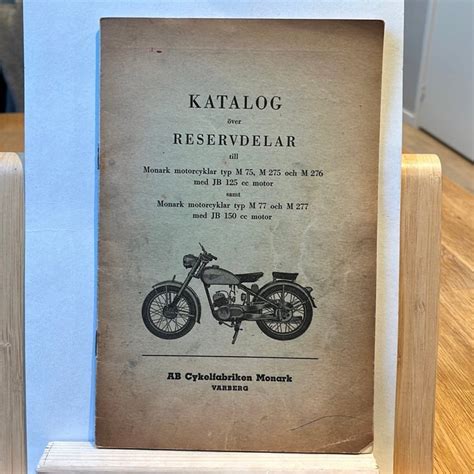 KATALOG
över
RESERVDELAR
till
Monark motorcyklar typ M 75, M 275 och M 276
med JB 125 cc motor
samt
Monark motorcyklar typ M 77 och M 277
med JB 150 cc motor
AB Cykelfabriken Monark
VARBERG